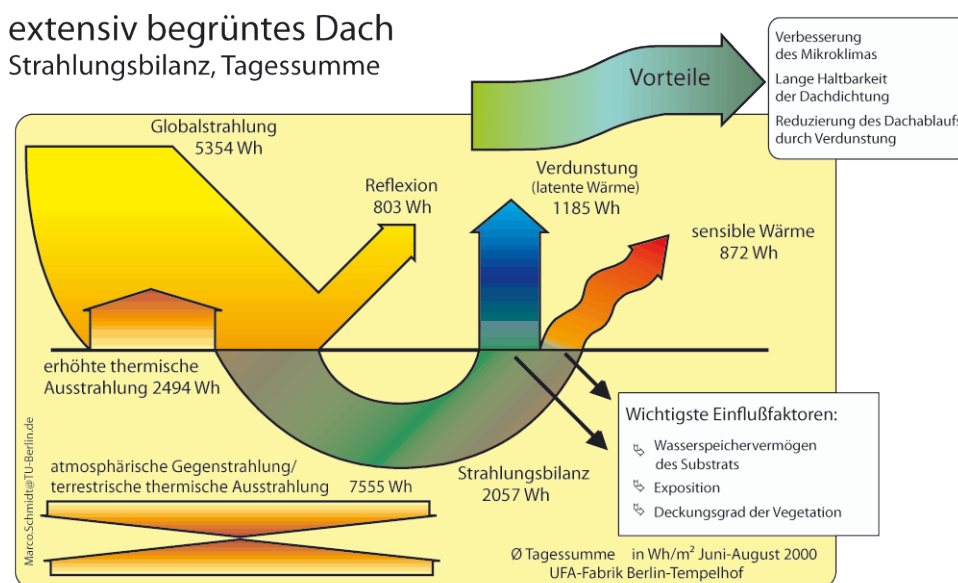 extensiv begrüntes Dach
Strahlungsbilanz, Tagessumme
Vorteile
Verbesserung
des Mikroklimas
Lange Haltbarkeit
der Dachdichtung
Reduzierung des Dachablaufs
durch Verdunstung
Globalstrahlung
5354 Wh
Reflexion
803 Wh
Verdunstung
(latente Wärme)
1185 Wh
sensible Wärme
872 Wh
erhöhte thermische
Ausstrahlung 2494 Wh
Wichtigste Einflußfaktoren:
Wasserspeichervermögen
des Substrats
Exposition
Deckungsgrad der Vegetation
atmosphärische Gegenstrahlung/
terrestrische thermische Ausstrahlung 7555 Wh
Strahlungsbilanz
2057 Wh
Ø Tagessumme in Wh/m² Juni-August 2000
UFA-Fabrik Berlin-Tempelhof
Marco.Schmidt@TU-Berlin.de